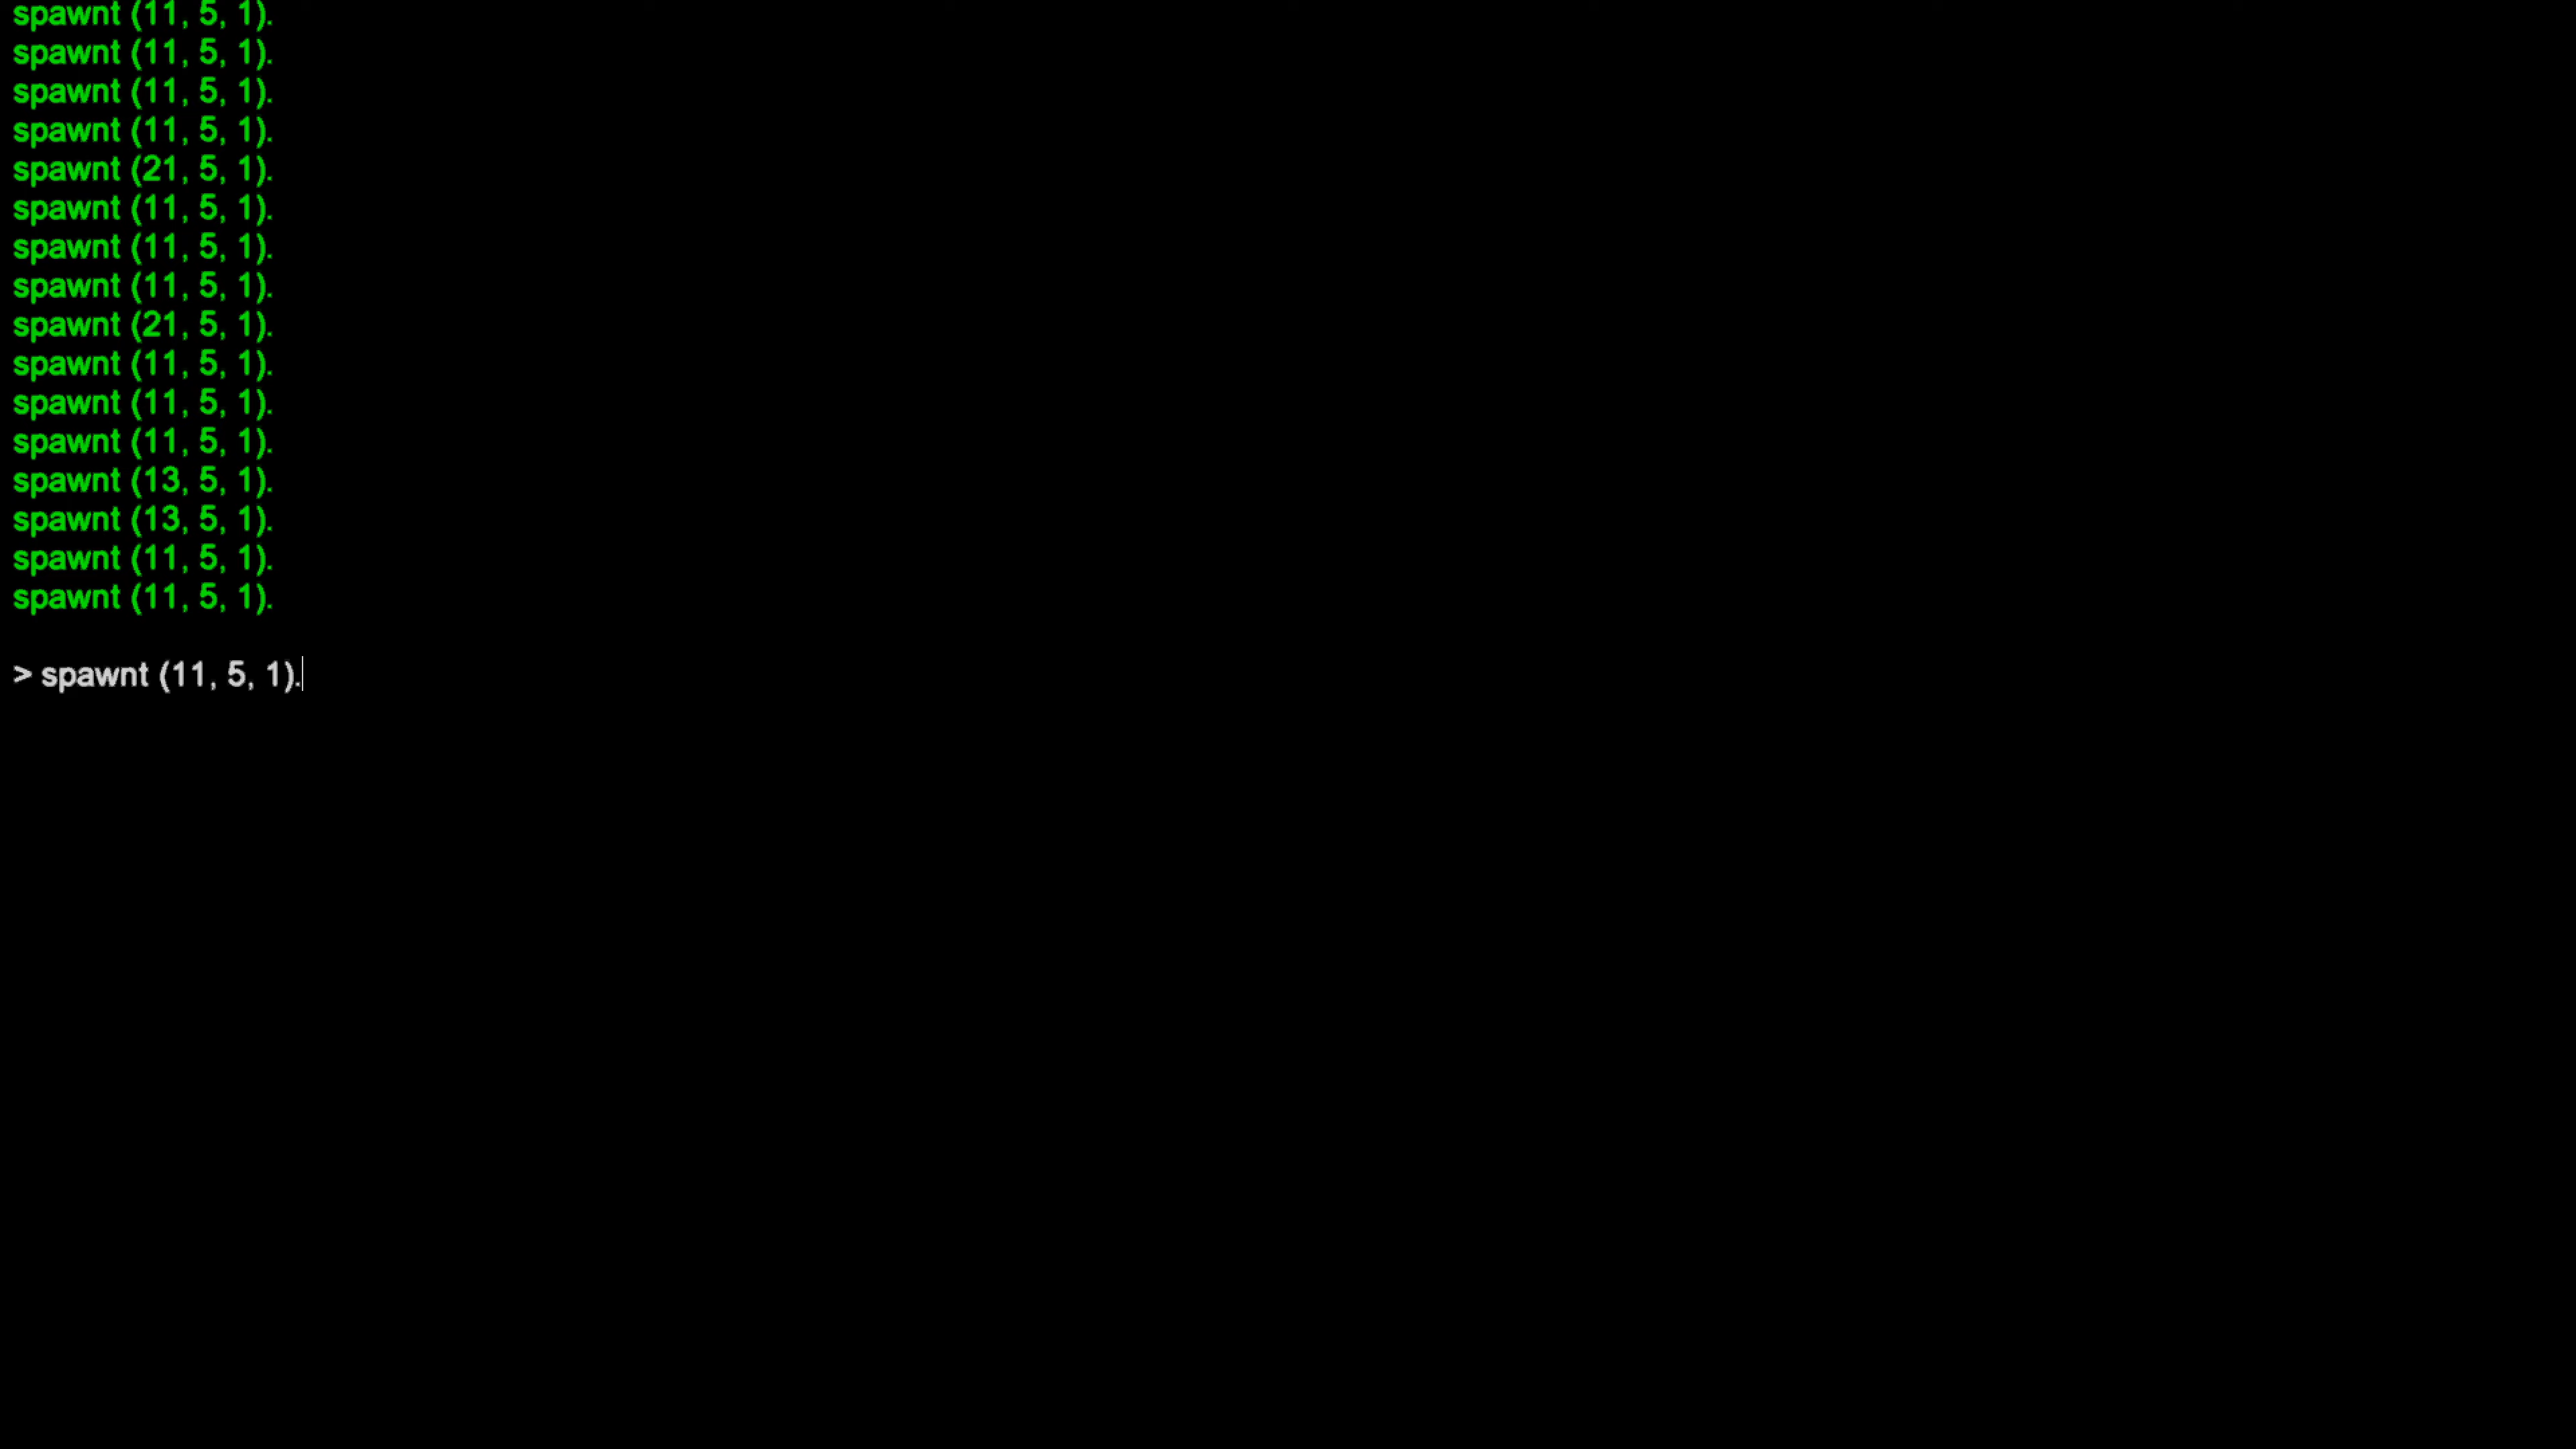 spawnt (11, 5, 1).
spawnt (11, 5, 1).
spawnt (11, 5, 1).
spawnt (11, 5, 1).
spawnt (21, 5, 1).
spawnt (11, 5, 1).
spawnt (11, 5, 1).
spawnt (11, 5, 1).
spawnt (21, 5, 1).
spawnt (11, 5, 1).
spawnt (11, 5, 1).
spawnt (11, 5, 1).
spawnt (13, 5, 1).
spawnt (13, 5, 1).
spawnt (11, 5, 1).
spawnt (11, 5, 1).
> spawnt (11, 5, 1).